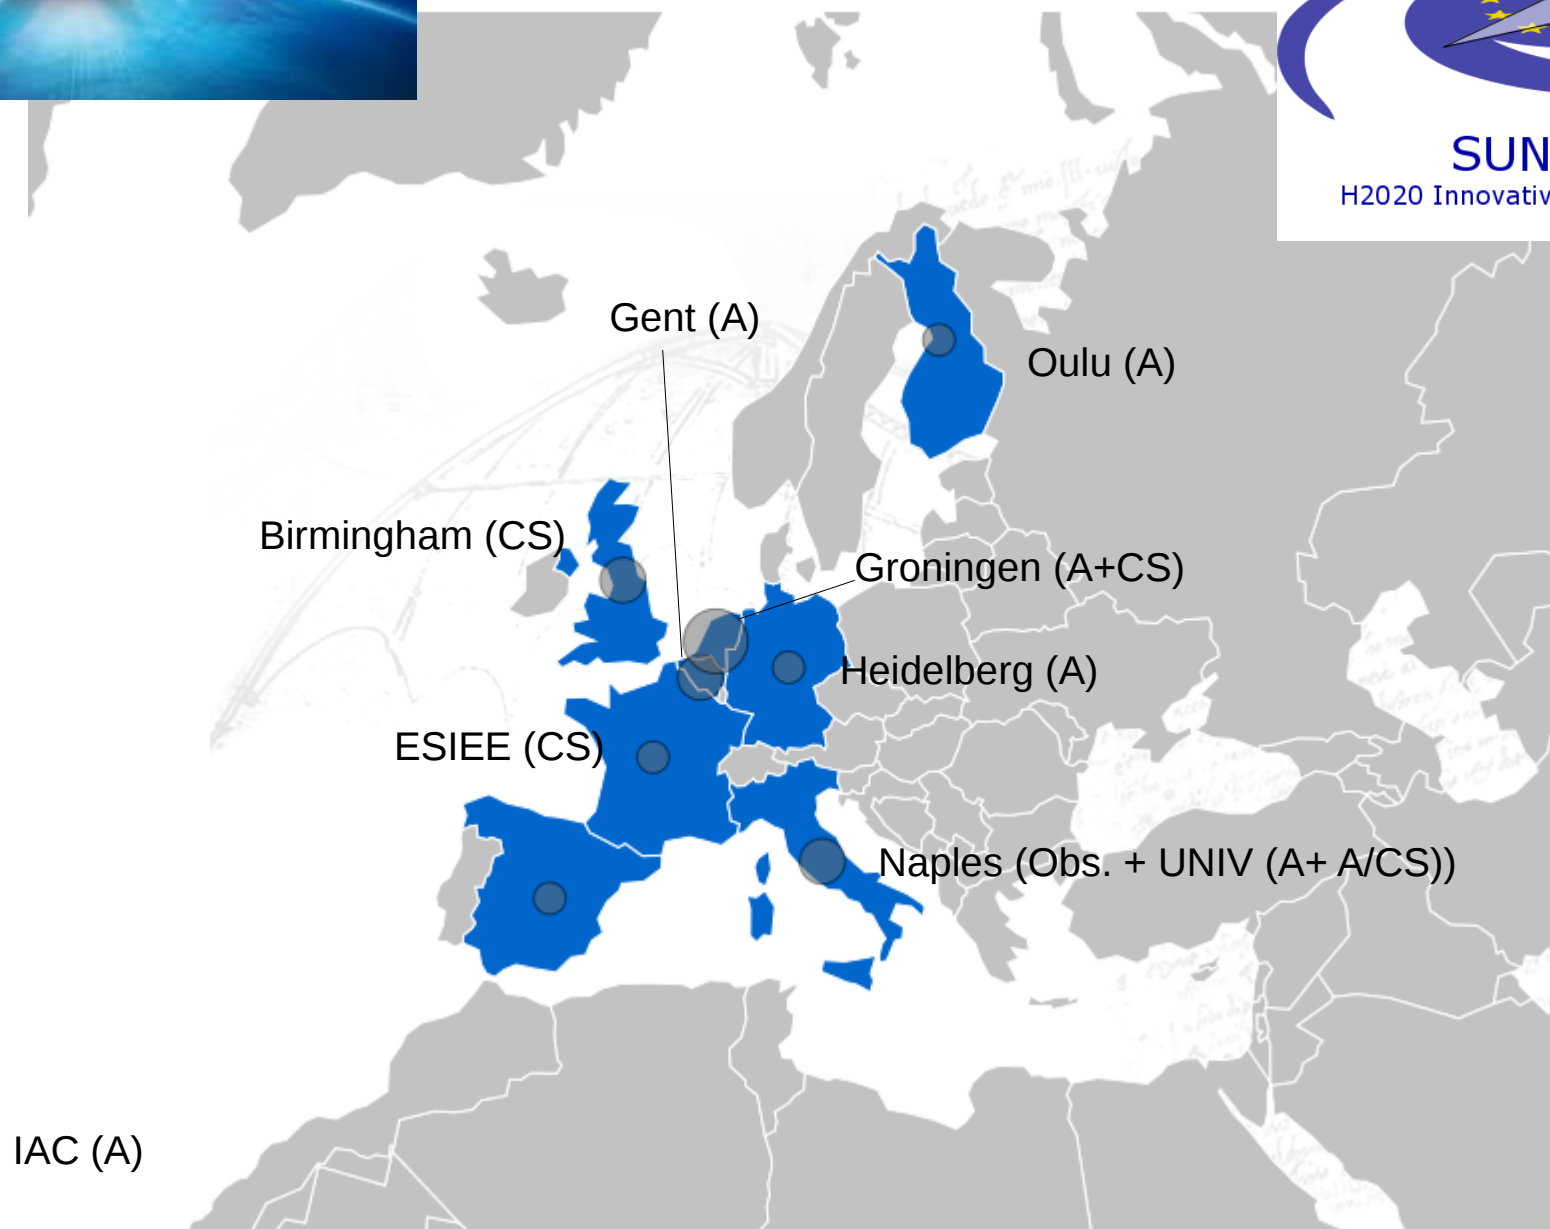 SUN
H2020 Innovativ
Gent (A)
Oulu (A)
Birmingham (CS)
Groningen (A+CS)
Heidelberg (A)
ESIEE (CS)
Naples (Obs. + UNIV (A+ A/CS))
IAC (A)